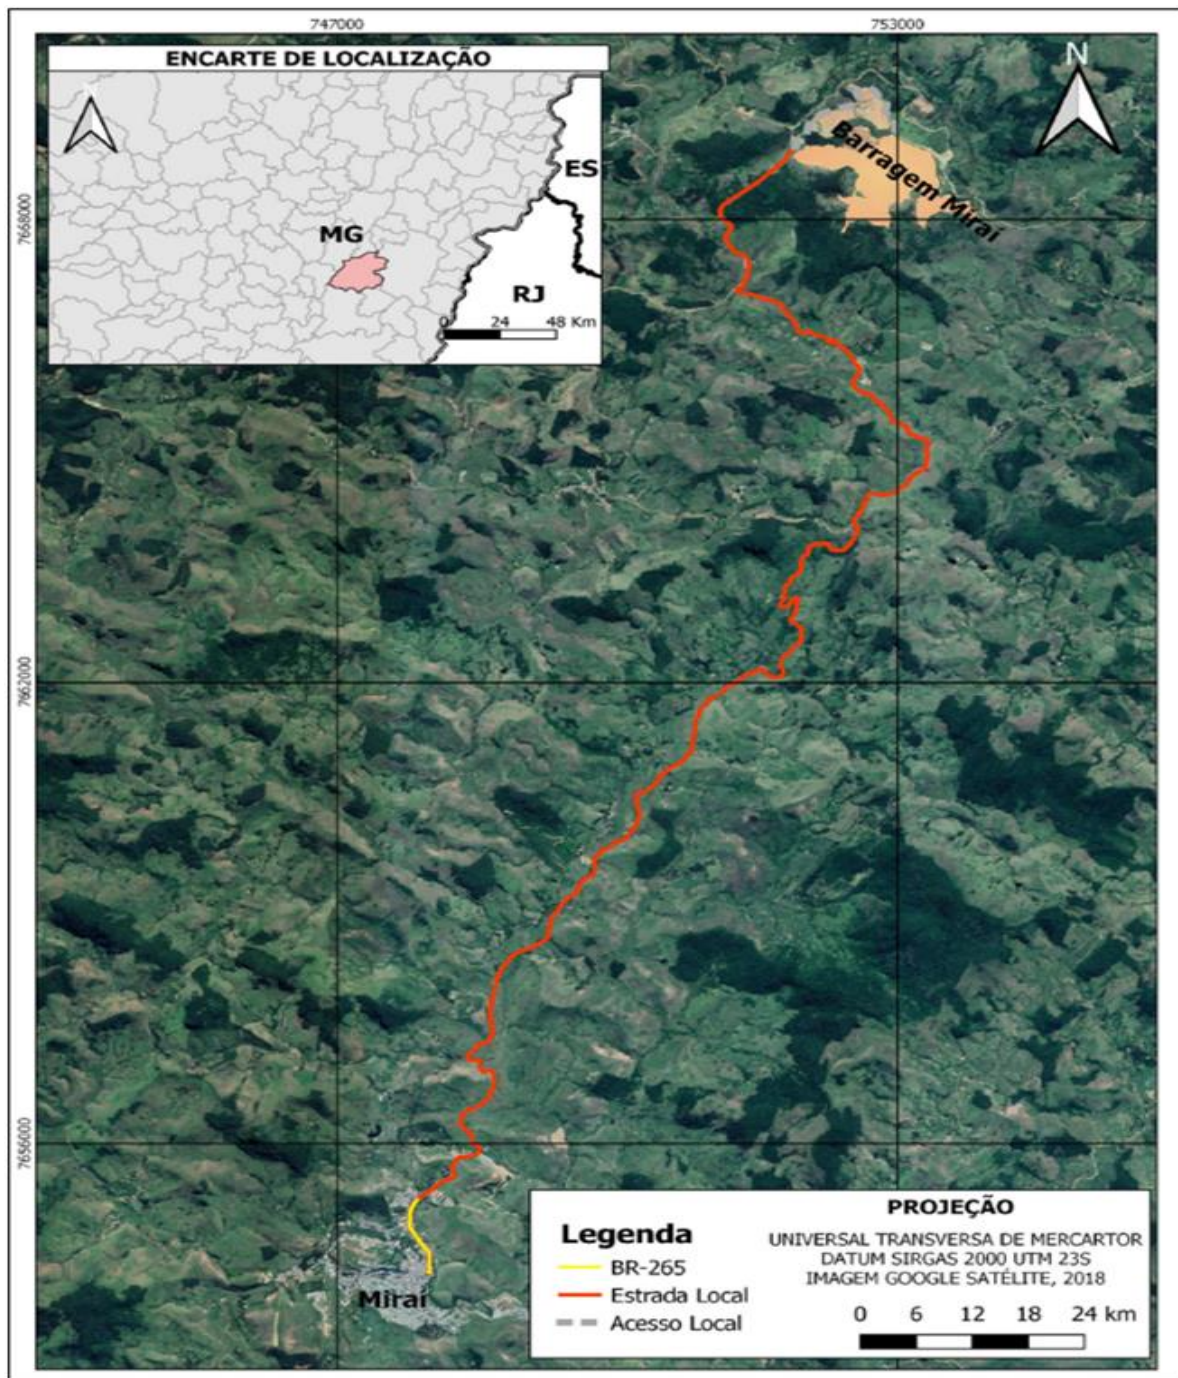 747000
753000
ENCARTE DE LOCALIZAÇÃO
N
ES
MG
RJ
0 24 48 Km
Barragem Miraí
7668000
7662000
7656000
Miraí
Legenda
BR-265
Estrada Local
Acesso Local
PROJEÇÃO
UNIVERSAL TRANSVERSA DE MERCARTOR
DATUM SIRGAS 2000 UTM 23S
IMAGEM GOOGLE SATÉLITE, 2018
0 6 12 18 24 km